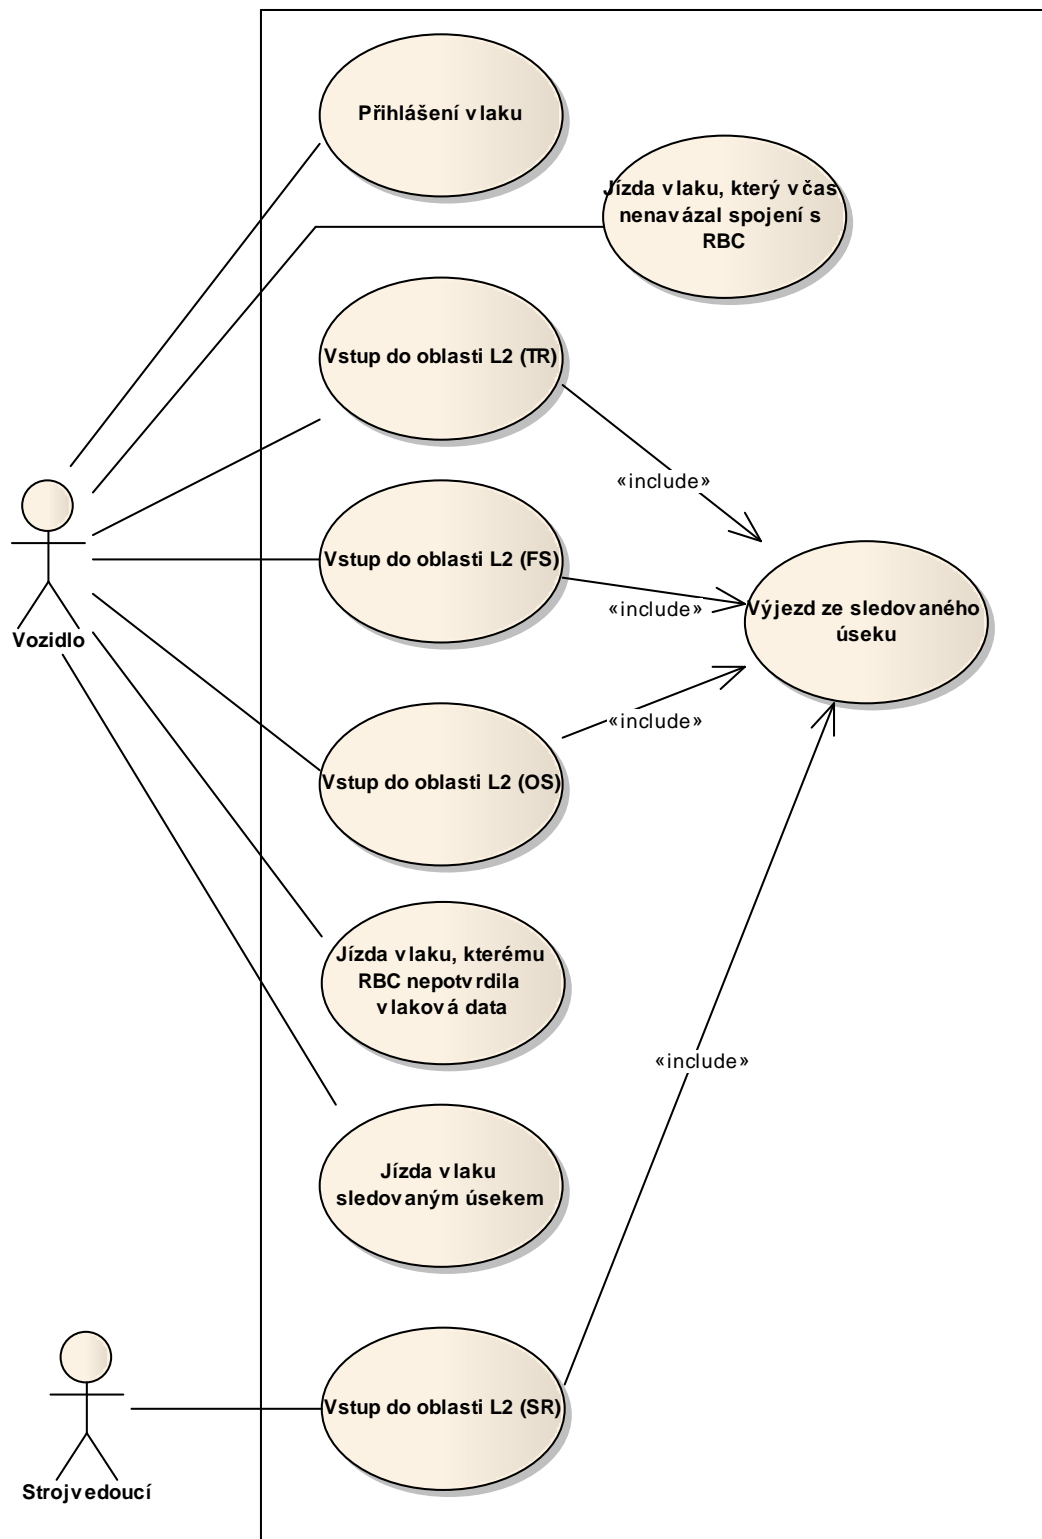 Přihlášení vlaku
Jízda vlaku, který včas
nenavázal spojení s
RBC
Vstup do oblasti L2 (TR)
«include»
Vstup do oblasti L2 (FS)
«include»
Výjezd ze sledovaného
úseku
Vozidlo
«include»
Vstup do oblasti L2 (OS)
Jízda vlaku, kterému
RBC nepotvrdila
vlaková data
«include»
Jízda vlaku
sledovaným úsekem
Vstup do oblasti L2 (SR)
Strojvedoucí